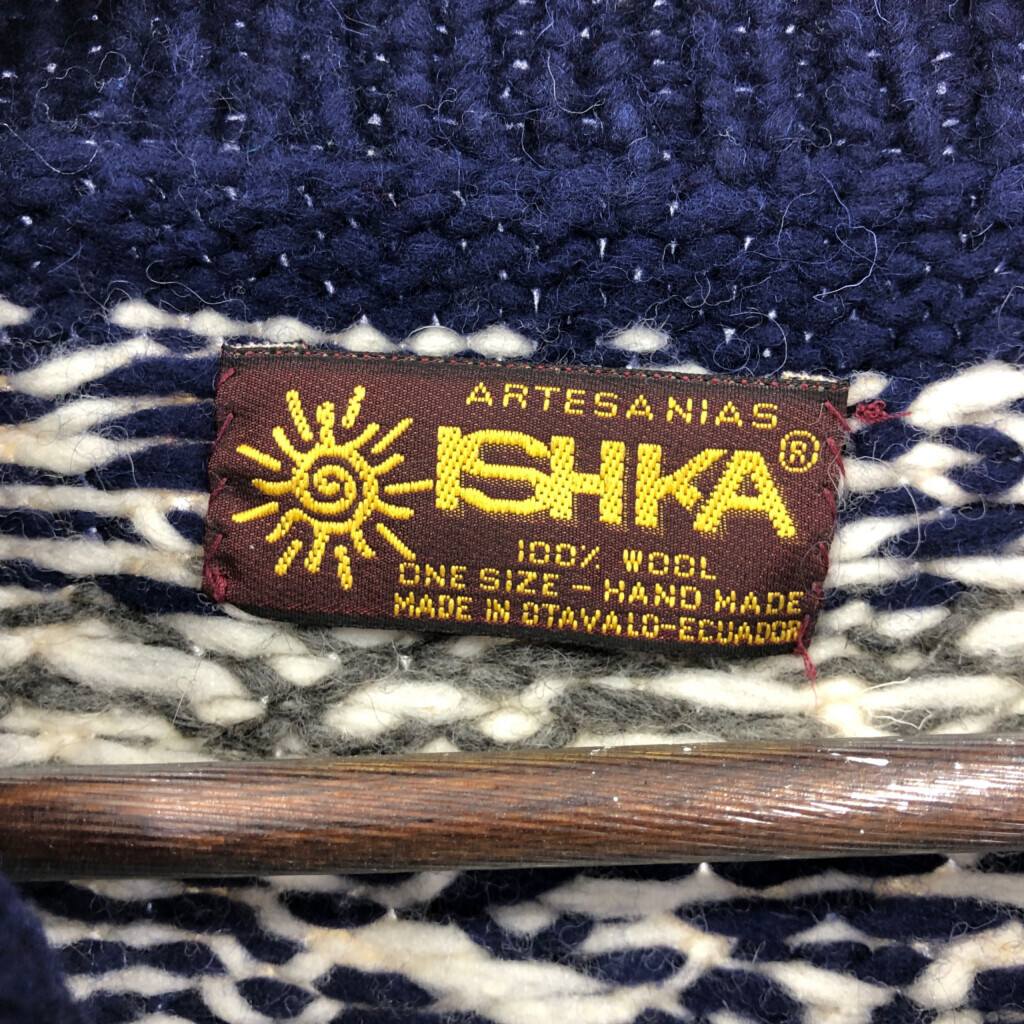 ARTESANIAS
ISHKA®
100% WOOL
ONE SIZE - HAND MADE
MADE IN OTAVALO-ECUADOR